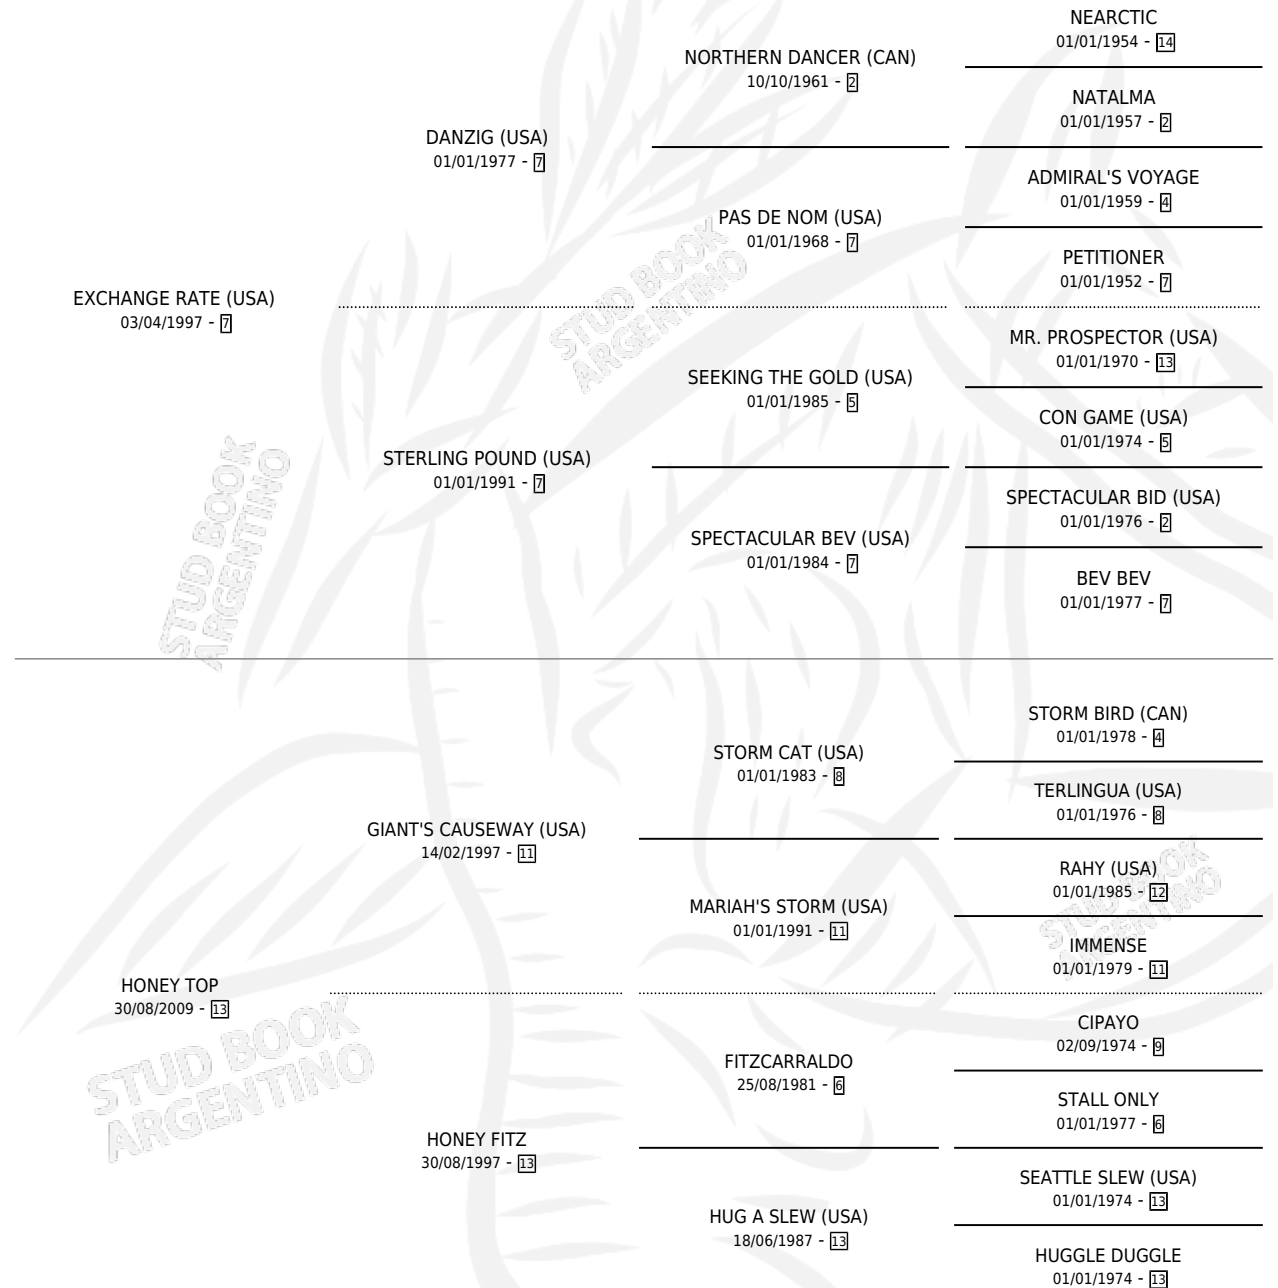 NEARCTIC
01/01/1954 - 14
NORTHERN DANCER (CAN)
10/10/1961 - 2
NATALMA
01/01/1957 - 2
DANZIG (USA)
01/01/1977 - 7
ADMIRAL'S VOYAGE
01/01/1959 - 4
PAS DE NOM (USA)
01/01/1968 - 7
PETITIONER
01/01/1952 - 7
EXCHANGE RATE (USA)
03/04/1997 - 7
STUD BOOK
ARGENTINO
MR. PROSPECTOR (USA)
01/01/1970 - 13
SEEKING THE GOLD (USA)
01/01/1985 - 5
CON GAME (USA)
01/01/1974 - 5
STERLING POUND (USA)
01/01/1991 - 7
SPECTACULAR BID (USA)
01/01/1976 - 2
SPECTACULAR BEV (USA)
01/01/1984 - 7
BEV BEV
01/01/1977 - 7
STUD BOOK
ARGENTINO
STORM BIRD (CAN)
01/01/1978 - 4
STORM CAT (USA)
01/01/1983 - 8
TERLINGUA (USA)
01/01/1976 - 8
GIANT'S CAUSEWAY (USA)
14/02/1997 - 11
RAHY (USA)
01/01/1985 - 12
MARIAH'S STORM (USA)
01/01/1991 - 11
IMMENSE
01/01/1979 - 11
STUD BOOK
ARGENTINO
HONEY TOP
30/08/2009 - 13
CIPAYO
02/09/1974 - 9
FITZCARRALDO
25/08/1981 - 6
STALL ONLY
01/01/1977 - 6
STUD BOOK
ARGENTINO
HONEY FITZ
30/08/1997 - 13
SEATTLE SLEW (USA)
01/01/1974 - 13
HUG A SLEW (USA)
18/06/1987 - 13
HUGGLE DUGGLE
01/01/1974 - 13